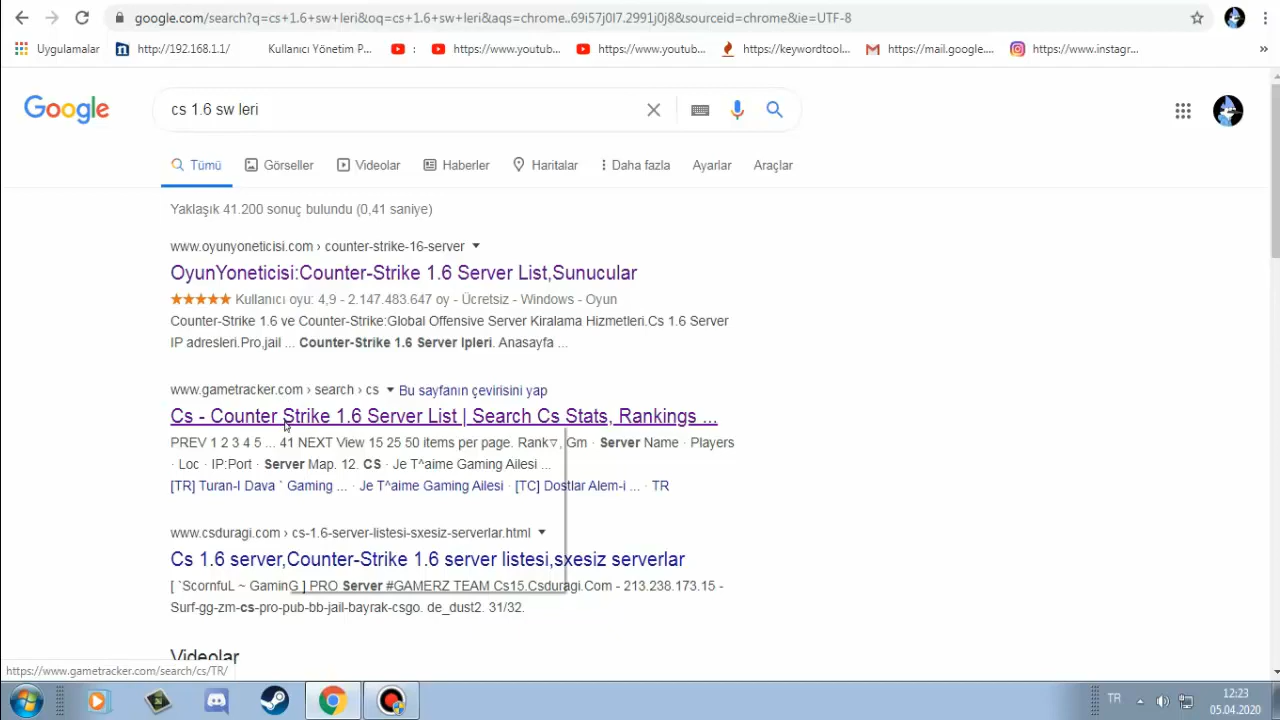 google.com/search?q=cs+1.6+sw+leri&oq=cs+1.6+sw+leri&aqs=chrome..69i57j0l7.2991j0j8&sourceid=chrome&ie=UTF-8
Uygulamalar http://192.168.1.1/ Kullanıcı Yönetim P... : https://www.youtub... https://www.youtub... https://keywordtool... https://mail.google.... https://www.instagr... »
Google cs 1.6 sw leri
Tümü Görseller Videolar Haberler Haritalar Daha fazla Ayarlar Araçlar
Yaklaşık 41.200 sonuç bulundu (0,41 saniye)
www.oyunyoneticisi.com › counter-strike-16-server
OyunYoneticisi:Counter-Strike 1.6 Server List,Sunucular
Kullanıcı oyu: 4,9 - 2.147.483.647 oy - Ücretsiz - Windows - Oyun
Counter-Strike 1.6 ve Counter-Strike:Global Offensive Server Kiralama Hizmetleri.Cs 1.6 Server
IP adresleri.Pro,jail ... Counter-Strike 1.6 Server Ipleri. Anasayfa ...
www.gametracker.com › search › cs Bu sayfanın çevirisini yap
Cs - Counter Strike 1.6 Server List | Search Cs Stats, Rankings ...
PREV 1 2 3 4 5 ... 41 NEXT View 15 25 50 items per page. Rank▽, Gm · Server Name · Players
· Loc · IP:Port · Server Map. 12. CS · Je T^aime Gaming Ailesi ...
[TR] Turan-I Dava ` Gaming ... · Je T^aime Gaming Ailesi · [TC] Dostlar Alem-i ... · TR
www.csduragi.com › cs-1.6-server-listesi-sxesiz-serverlar.html
Cs 1.6 server,Counter-Strike 1.6 server listesi,sxesiz serverlar
[ `ScornfuL ~ GaminG ] PRO Server #GAMERZ TEAM Cs15.Csduragi.Com - 213.238.173.15 -
Surf-gg-zm-cs-pro-pub-bb-jail-bayrak-csgo. de_dust2. 31/32.
Videolar
https://www.gametracker.com/search/cs/TR/
TR 12:23
05.04.2020